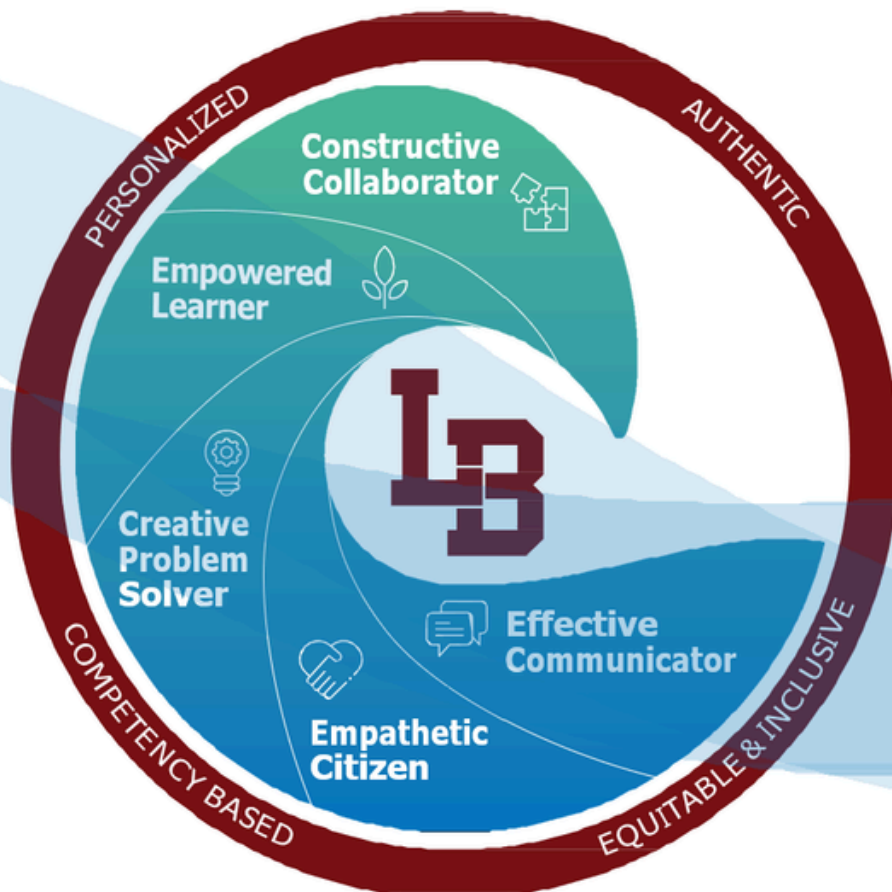 PERSONALIZED
AUTHENTIC
Constructive
Collaborator
Empowered
Learner
LB
Creative
Problem
Solver
Effective
Communicator
Empathetic
Citizen
COMPETENCY BASED
EQUITABLE & INCLUSIVE